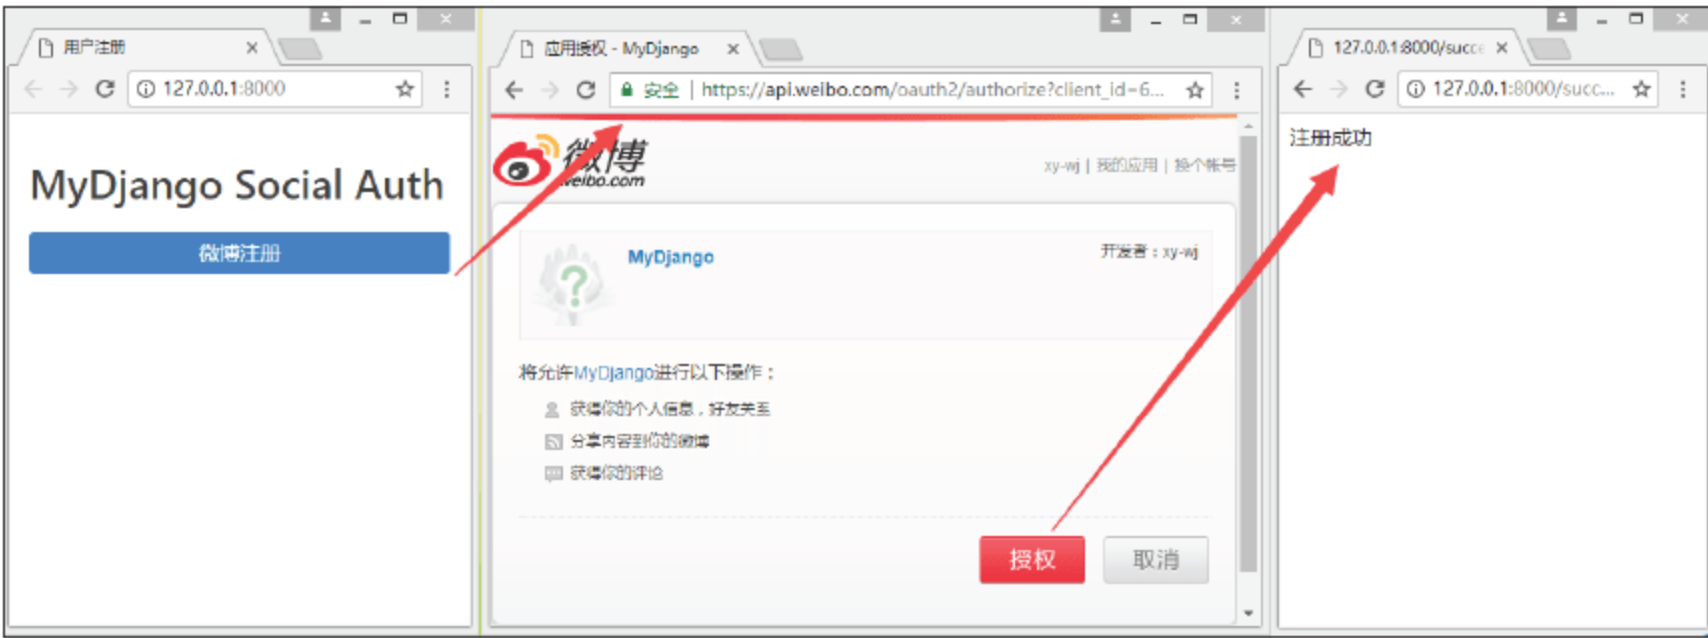 用户注册
127.0.0.1:8000
MyDjango Social Auth
微博注册
应用授权 - MyDjango
安全 | https://api.weibo.com/oauth2/authorize?client_id=6...
微博
weibo.com
xy-wj | 我的应用 | 换个帐号
MyDjango
开发者：xy-wj
将允许MyDjango进行以下操作：
获得你的个人信息，好友关系
分享内容到你的微博
获得你的评论
授权
取消
127.0.0.1:8000/succe
127.0.0.1:8000/succ...
注册成功